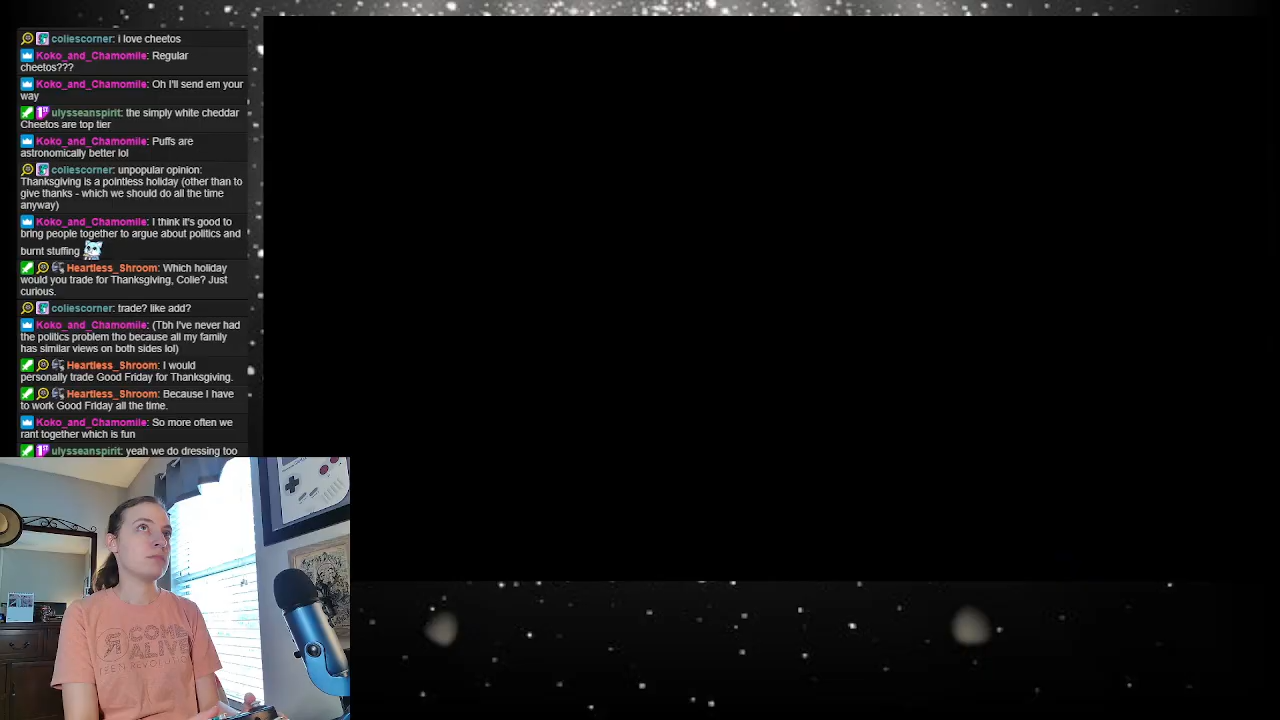 coliescorner: i love cheetos
Koko_and_Chamomile: Regular
cheetos???
Koko_and_Chamomile: Oh I'll send em your
way
ulysseanspirit: the simply white cheddar
Cheetos are top tier
Koko_and_Chamomile: Puffs are
astronomically better lol
coliescorner: unpopular opinion:
Thanksgiving is a pointless holiday (other than to
give thanks - which we should do all the time
anyway)
Koko_and_Chamomile: I think it's good to
bring people together to argue about politics and
burnt stuffing
Heartless_Shroom: Which holiday
would you trade for Thanksgiving, Colie? Just
curious.
coliescorner: trade? like add?
Koko_and_Chamomile: (Tbh I've never had
the politics problem tho because all my family
has similar views on both sides lol)
Heartless_Shroom: I would
personally trade Good Friday for Thanksgiving.
Heartless_Shroom: Because I have
to work Good Friday all the time.
Koko_and_Chamomile: So more often we
rant together which is fun
ulysseanspirit: yeah we do dressing too
COME
ALIVE